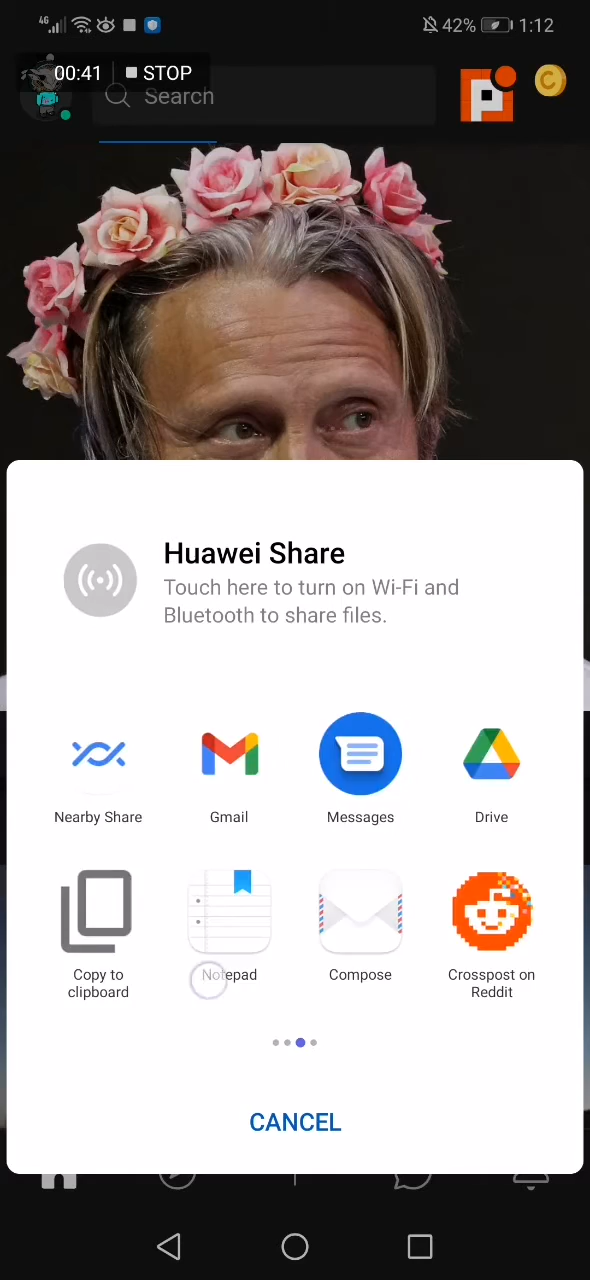 4G 42% 1:12
00:41 STOP
Search
Huawei Share
Touch here to turn on Wi-Fi and
Bluetooth to share files.
Nearby Share Gmail Messages Drive
Copy to
clipboard
Notepad Compose Crosspost on
Reddit
CANCEL